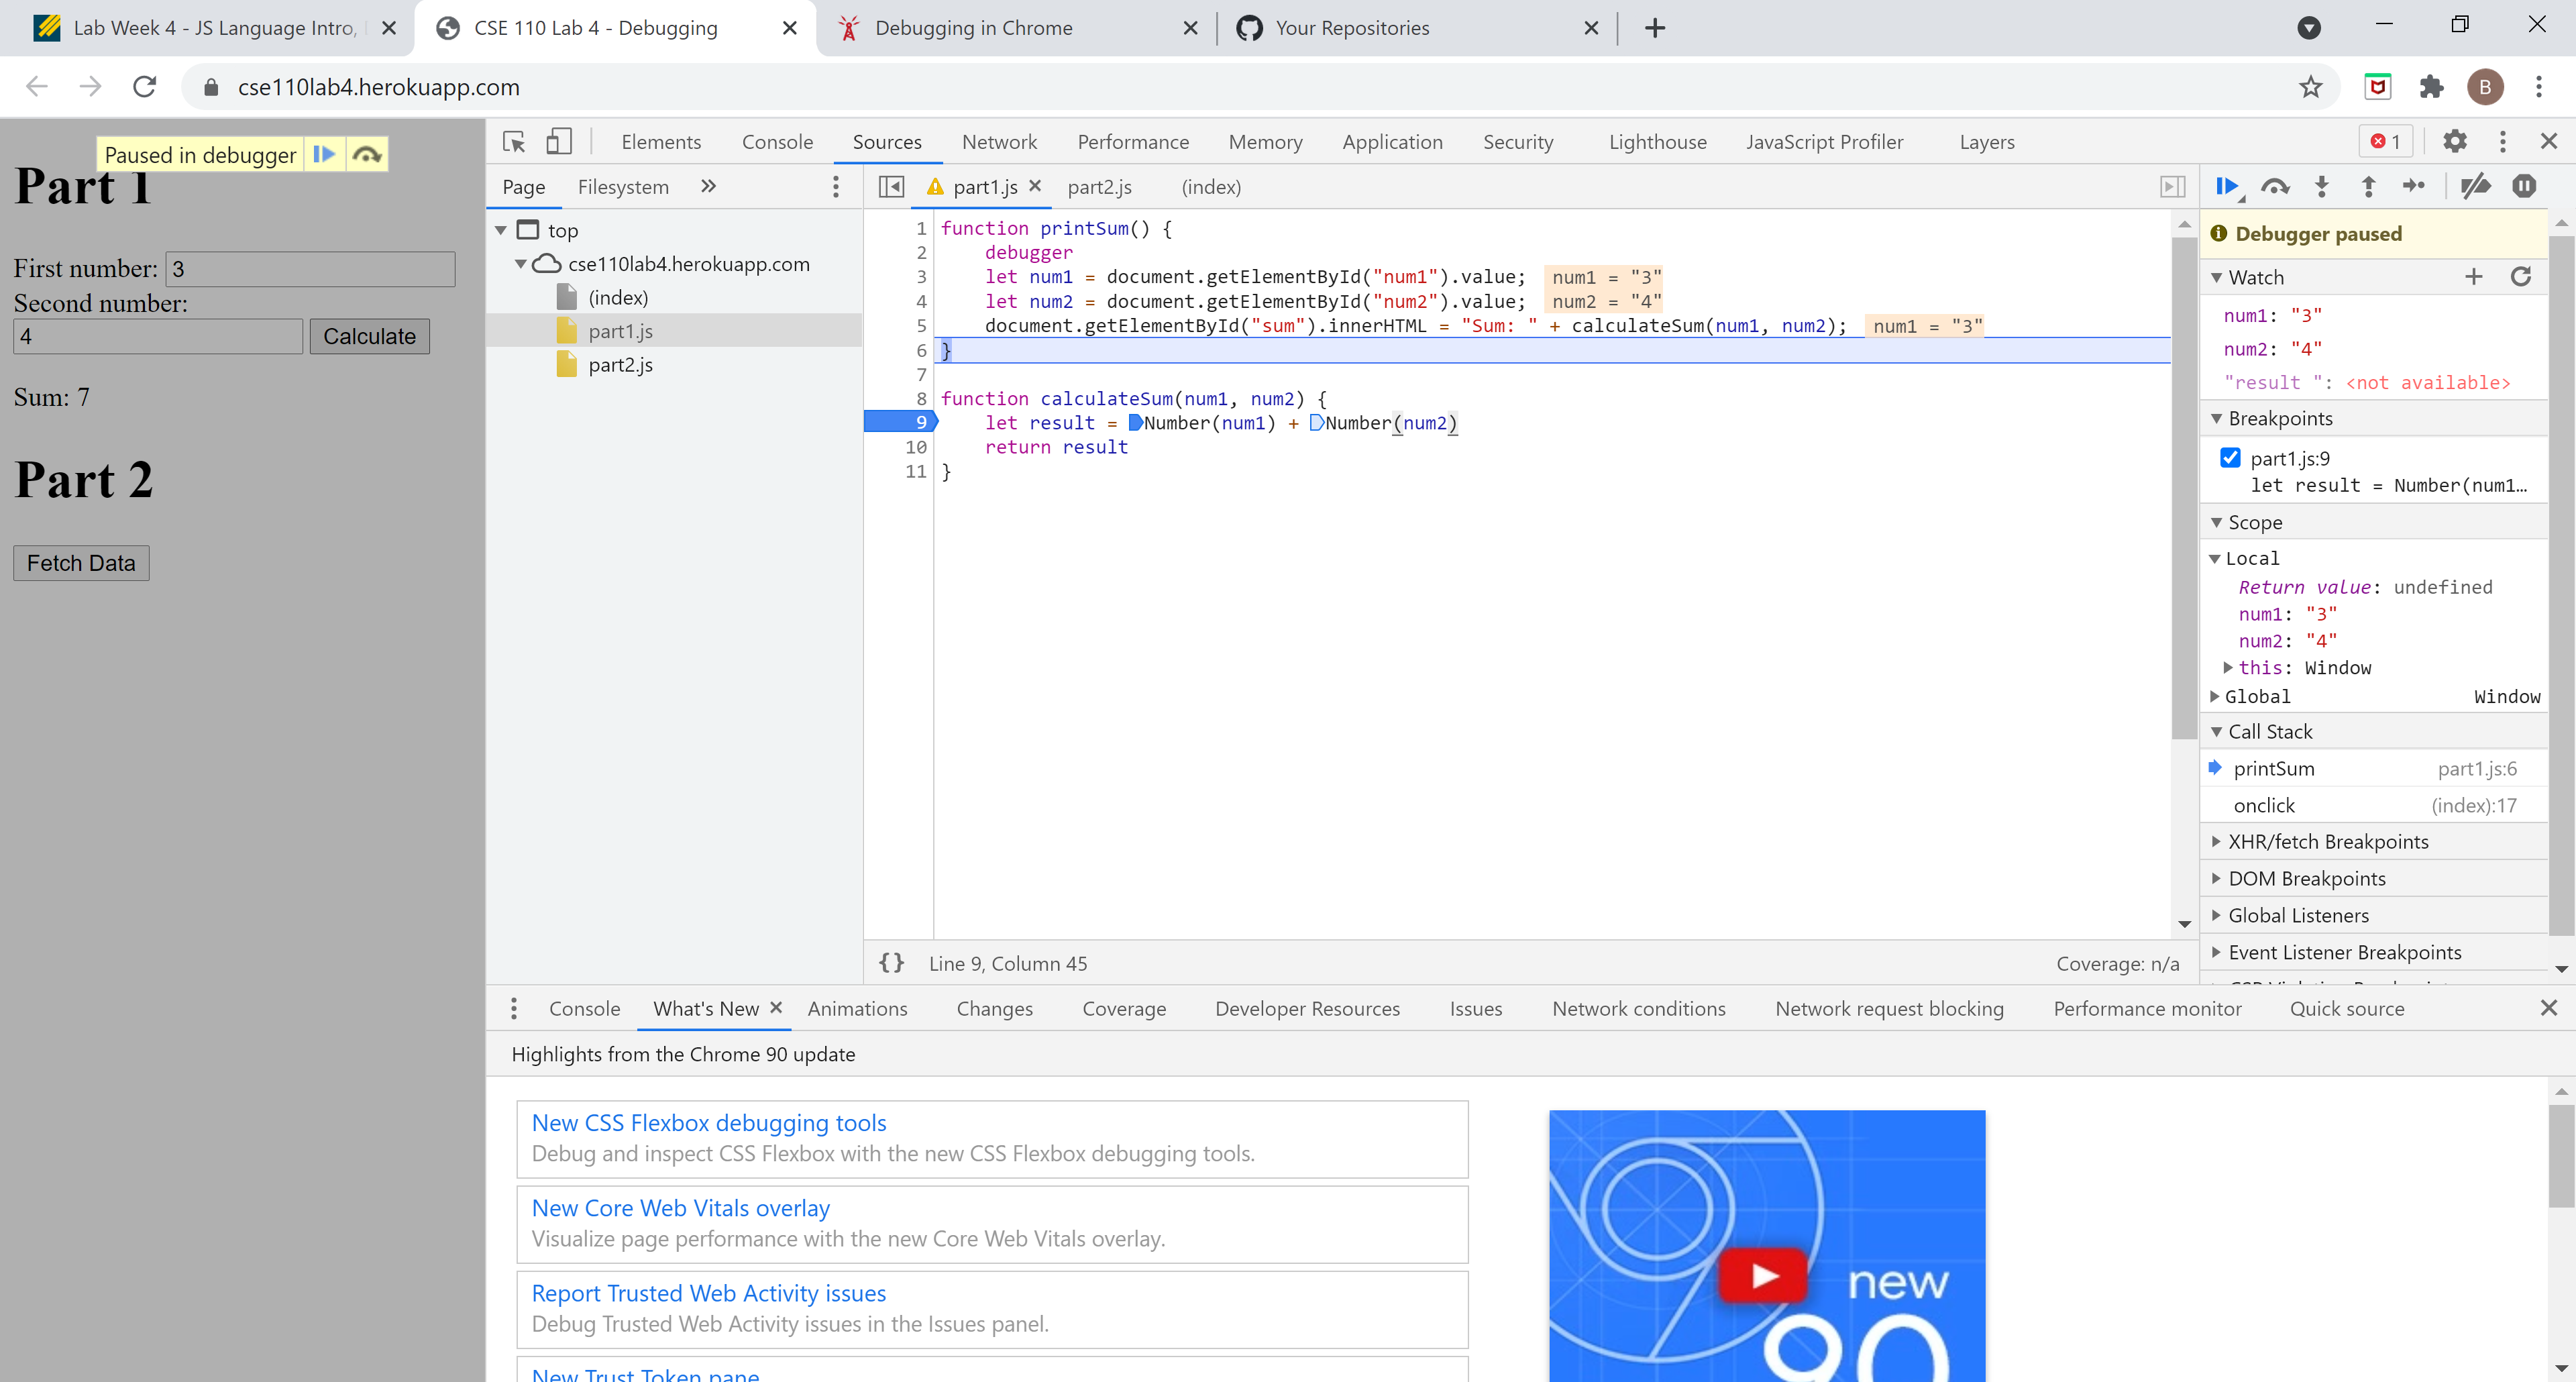 Lab Week 4 - JS Language Intro,
CSE 110 Lab 4 - Debugging
Debugging in Chrome
Your Repositories
cse110lab4.herokuapp.com
B
Paused in debugger
Part 1
First number: 3
Second number:
4 Calculate
Sum: 7
Part 2
Fetch Data
Elements Console Sources Network Performance Memory Application Security Lighthouse JavaScript Profiler Layers 1
Page Filesystem
top
cse110lab4.herokuapp.com
(index)
part1.js
part2.js
part1.js part2.js (index)
1 function printSum() {
2 debugger
3 let num1 = document.getElementById("num1").value; num1 = "3"
4 let num2 = document.getElementById("num2").value; num2 = "4"
5 document.getElementById("sum").innerHTML = "Sum: " + calculateSum(num1, num2); num1 = "3"
6 }
7
8 function calculateSum(num1, num2) {
9 let result = Number(num1) + Number(num2)
10 return result
11 }
{} Line 9, Column 45 Coverage: n/a
Debugger paused
Watch
num1: "3"
num2: "4"
"result ": <not available>
Breakpoints
part1.js:9
let result = Number(num1…
Scope
Local
Return value: undefined
num1: "3"
num2: "4"
this: Window
Global Window
Call Stack
printSum part1.js:6
onclick (index):17
XHR/fetch Breakpoints
DOM Breakpoints
Global Listeners
Event Listener Breakpoints
Console What's New Animations Changes Coverage Developer Resources Issues Network conditions Network request blocking Performance monitor Quick source
Highlights from the Chrome 90 update
New CSS Flexbox debugging tools
Debug and inspect CSS Flexbox with the new CSS Flexbox debugging tools.
New Core Web Vitals overlay
Visualize page performance with the new Core Web Vitals overlay.
Report Trusted Web Activity issues
Debug Trusted Web Activity issues in the Issues panel.
New Trust Token pane
new
90